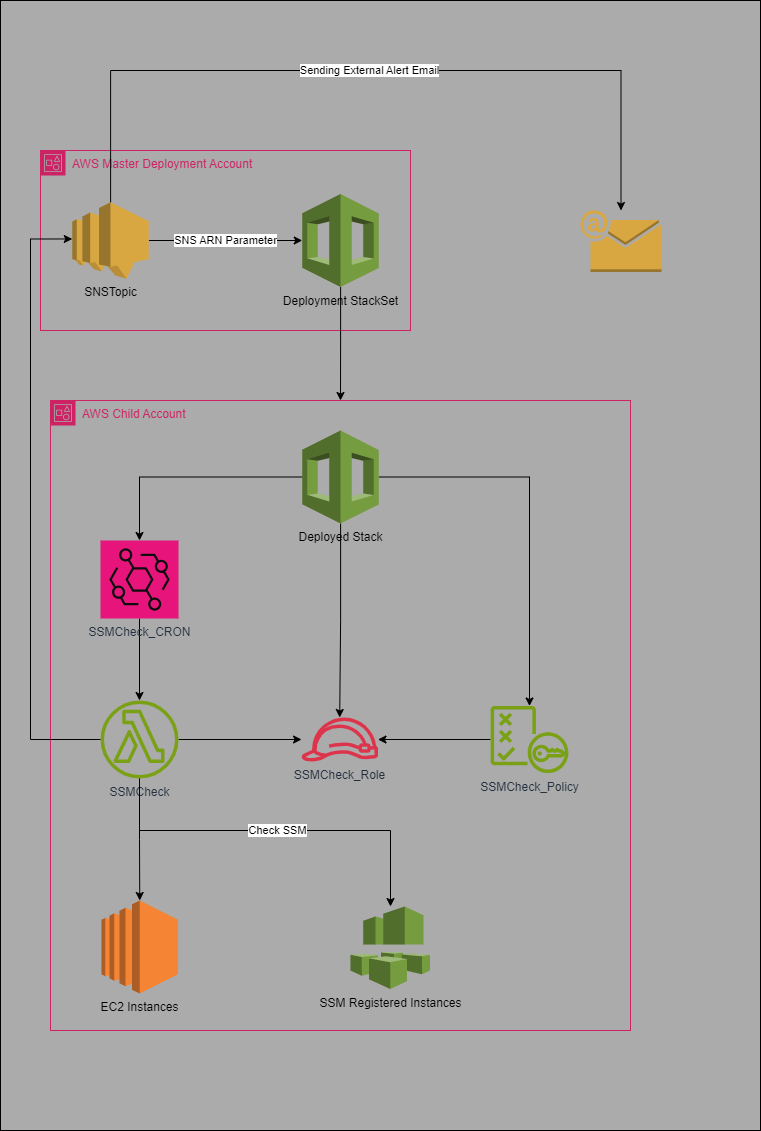 Sending External Alert Email
AWS Master Deployment Account
@
SNS ARN Parameter
SNSTopic
Deployment StackSet
AWS Child Account
Deployed Stack
SSMCheck_CRON
SSMCheck_Role
SSMCheck_Policy
SSMCheck
Check SSM
EC2 Instances
SSM Registered Instances